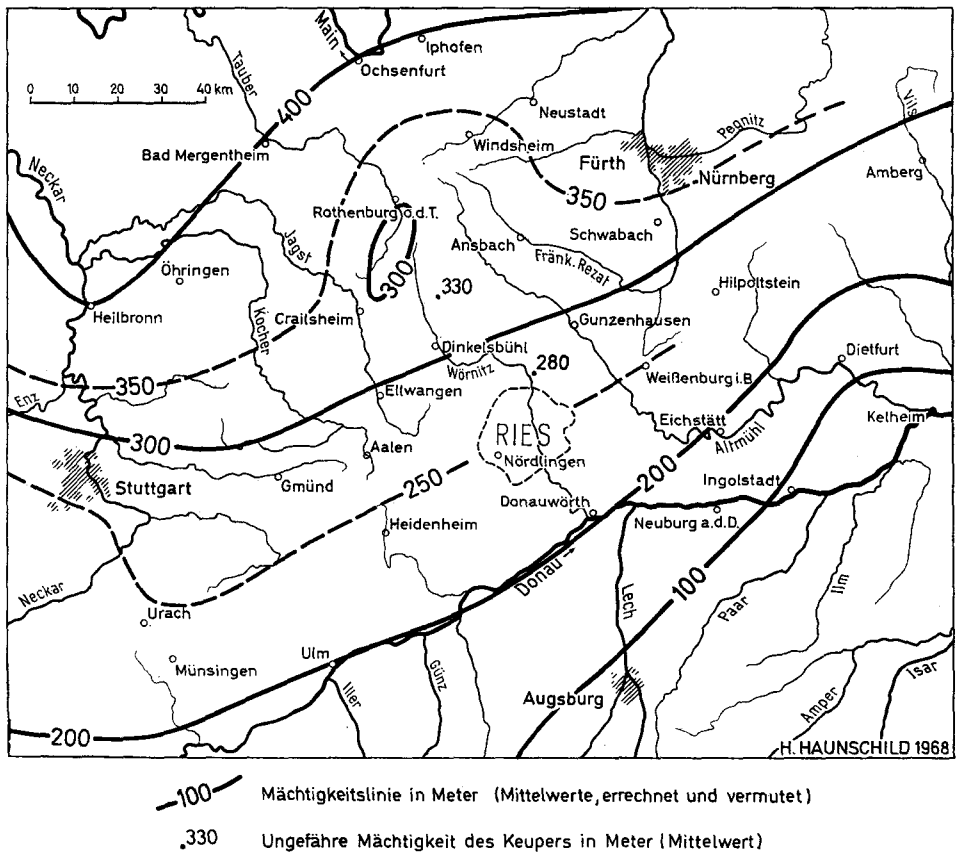 Main
Iphofen
Ochsenfurt
Tauber
0 10 20 30 40 km
400
Neustadt
Vils
Pegnitz
Windsheim
Bad Mergentheim
Fürth
Nürnberg
Amberg
Neckar
350
Rothenburg o.d.T.
Schwabach
Ansbach
Jagst
Fränk. Rezat
Öhringen
300
.330
Hilpoltstein
Heilbronn
Crailsheim
Kocher
Gunzenhausen
Dinkelsbühl
Wörnitz
.280
Dietfurt
350
Weißenburg i.B.
Enz
Ellwangen
Kelheim
Eichstätt
Altmühl
300
RIES
Aalen
Nördlingen
200
Stuttgart
Gmünd
250
Ingolstadt
Donauwörth
Neuburg a.d.D.
Heidenheim
Donau
Neckar
Lech
100
Paar
Ilm
Urach
Ulm
Münsingen
Günz
Iller
Augsburg
Amper
Isar
200
H. HAUNSCHILD 1968
100 Mächtigkeitslinie in Meter (Mittelwerte, errechnet und vermutet)
.330 Ungefähre Mächtigkeit des Keupers in Meter (Mittelwert)